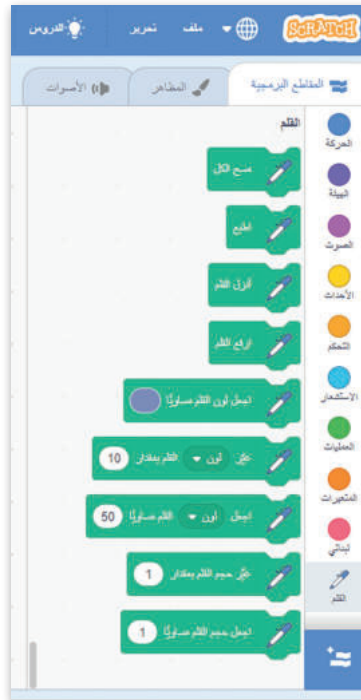 SCRATCH ملف تحرير الدروس
المقاطع البرمجية المظاهر الأصوات
الحركة
الهيئة
الصوت
الأحداث
التحكم
الإستشعار
العمليات
المتغيرات
لبناتي
القلم
القلم
مسح الكل
اطبع
أنزل القلم
ارفع القلم
اجعل لون القلم مساويًا
غيِّر لون القلم بمقدار 10
اجعل لون القلم مساويًا 50
غيِّر حجم القلم بمقدار 1
اجعل حجم القلم مساويًا 1